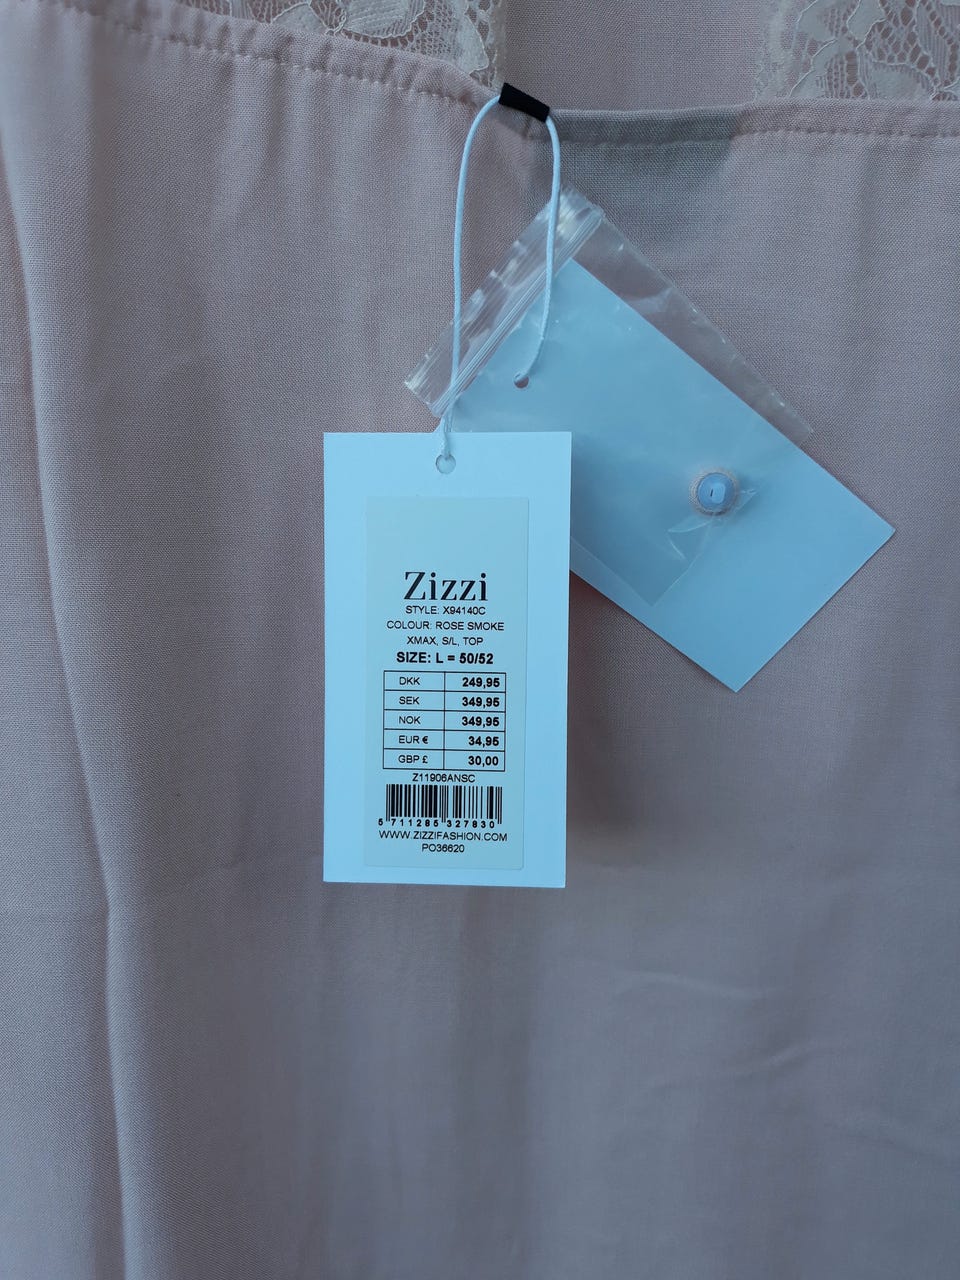 Zizzi
STYLE: X94140C
COLOUR: ROSE SMOKE
XMAX, S/L, TOP
SIZE: L = 50/52
DKK 249,95
SEK 349,95
NOK 349,95
EUR € 34,95
GBP £ 30,00
Z11906ANSC
5 711285 327830
WWW.ZIZZIFASHION.COM
PO36620